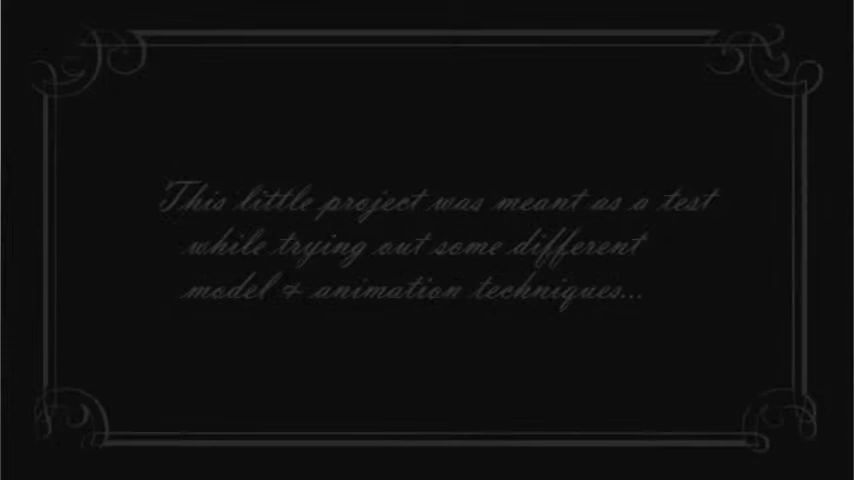 This little project was meant as a test
while trying out some different
model & animation techniques...